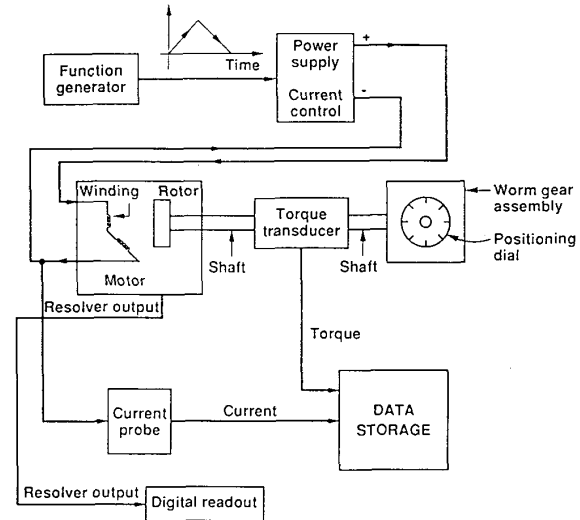 Time
Function
generator
Power
supply
Current
control
+
-
Winding
Rotor
Motor
Shaft
Torque
transducer
Shaft
Worm gear
assembly
Positioning
dial
Resolver output
Torque
Current
probe
Current
DATA
STORAGE
Resolver output
Digital readout